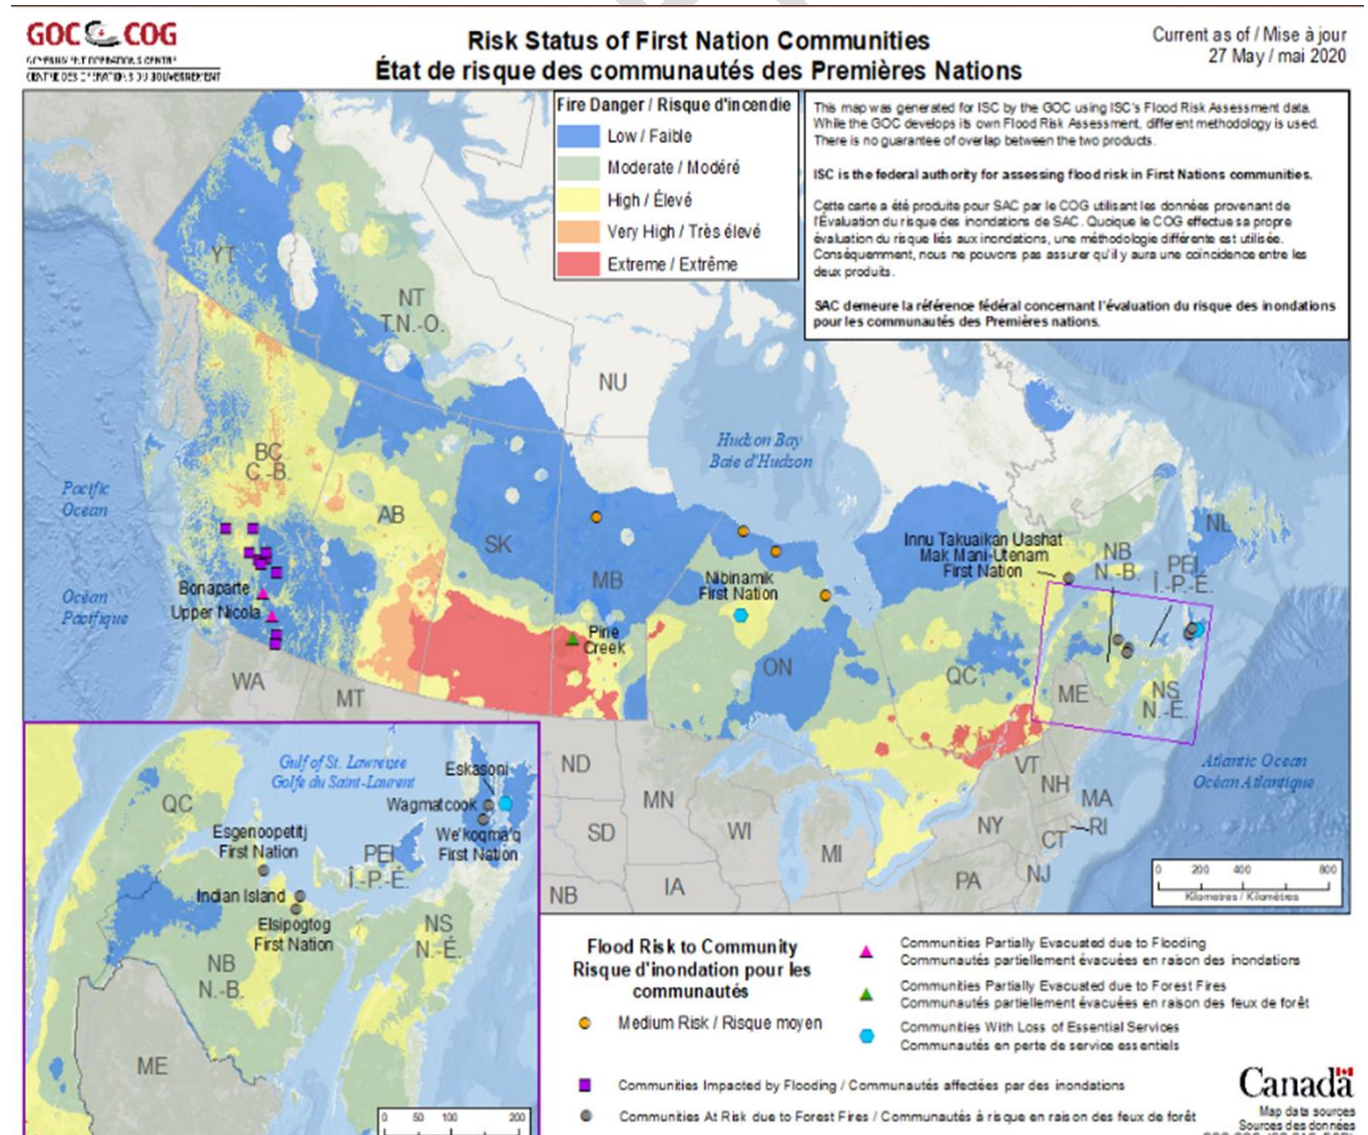 GOC COG
GOVERNMENT OPERATIONS CENTRE
CENTRE DES OPÉRATIONS DU GOUVERNEMENT
Risk Status of First Nation Communities
État de risque des communautés des Premières Nations
Current as of / Mise à jour
27 May / mai 2020
Fire Danger / Risque d'incendie
Low / Faible
Moderate / Modéré
High / Élevé
Very High / Très élevé
Extreme / Extrême
This map was generated for ISC by the GOC using ISC's Flood Risk Assessment data.
While the GOC develops its own Flood Risk Assessment, different methodology is used.
There is no guarantee of overlap between the two products.
ISC is the federal authority for assessing flood risk in First Nations communities.
Cette carte a été produite pour SAC par le COG utilisant les données provenant de
l'Évaluation du risque des inondations de SAC. Quoique le COG effectue sa propre
évaluation du risque liés aux inondations, une méthodologie différente est utilisée.
Conséquemment, nous ne pouvons pas assurer qu'il y aura une coïncidence entre les
deux produits.
SAC demeure la référence fédéral concernant l'évaluation du risque des inondations
pour les communautés des Premières nations.
YT
NT
T.N.-O.
NU
Hudson Bay
Baie d'Hudson
BC
C.-B.
Pacific
Ocean
AB
SK
MB
Océan
Pacifique
Bonaparte
Upper Nicola
Pine
Creek
Nibinamik
First Nation
Innu Takuaikan Uashat
Mak Mani-Utenam
First Nation
NB
N.-B.
PEI
Î.-P.-É.
NL
ON
QC
ME
NS
N.-É.
WA
MT
ND
MN
SD
WI
MI
NB
IA
VT
NH
MA
RI
CT
NY
PA
NJ
Atlantic Ocean
Océan Atlantique
0 200 400 800
Kilometres / Kilomètres
Gulf of St. Lawrence
Golfe du Saint-Laurent
Eskasoni
Wagmatcook
We'koqma'q
First Nation
QC
Esgenoopetitj
First Nation
PEI
Î.-P.-É.
Indian Island
Elsipogtog
First Nation
NS
N.-É.
NB
N.-B.
ME
0 50 100 200
Flood Risk to Community
Risque d'inondation pour les
communautés
Medium Risk / Risque moyen
Communities Partially Evacuated due to Flooding
Communautés partiellement évacuées en raison des inondations
Communities Partially Evacuated due to Forest Fires
Communautés partiellement évacuées en raison des feux de forêt
Communities With Loss of Essential Services
Communautés en perte de service essentiels
Communities Impacted by Flooding / Communautés affectées par des inondations
Communities At Risk due to Forest Fires / Communautés à risque en raison des feux de forêt
Canada
Map data sources
Sources des données